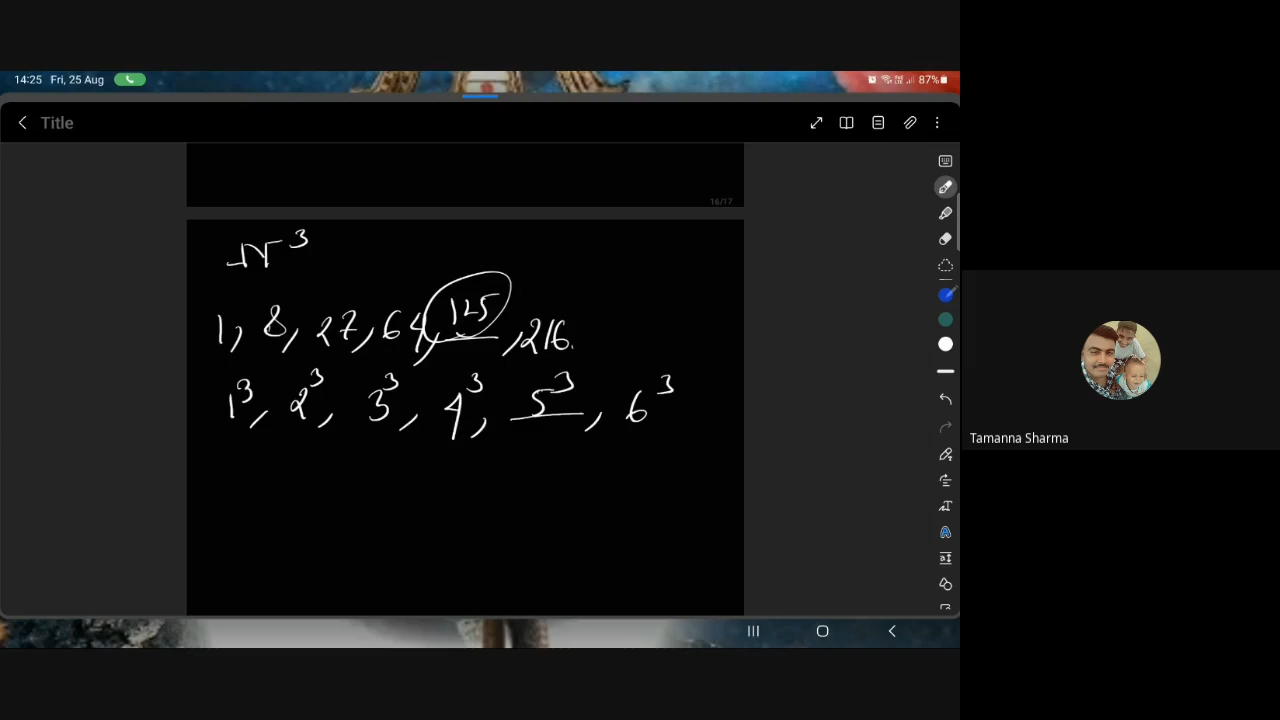 14:25 Fri, 25 Aug
87%
Title
16/17
N³
1, 8, 27, 64, 125, 216.
1³, 2³, 3³, 4³, 5³, 6³
Tamanna Sharma